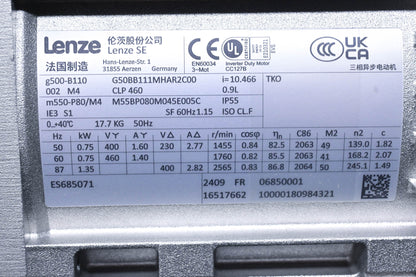 Lenze
伦茨股份公司
Lenze SE
法国制造
Hans-Lenze-Str. 1
31855 Aerzen Germany
CE
EN60034
3~Mot
Inverter Duty Motor
CC127B
CCC
UK
CA
三相异步电动机
g500-B110 G50BB111MHAR2C00 i=10.466 TKO
002 M4 CLP 460 0.9L
m550-P80/M4 M55BP080M045E005C IP55
IE3 S1 SF 60Hz 1.15 ISO CL.F
0..+40°C 17.7 KG 50Hz
Hz kW V Y A V Δ A r/min cosφ ηn C86 M2 n2 c
50 0.75 400 1.60 230 2.77 1455 0.84 82.5 2063 49 139.0 1.82
60 0.75 460 1.40 1760 0.82 85.5 2063 41 168.2 2.07
87 1.35 400 2.82 2565 0.83 86.8 2064 50 245.1 1.49
ES685071 2409 FR 06850001
16517662 10000180984321